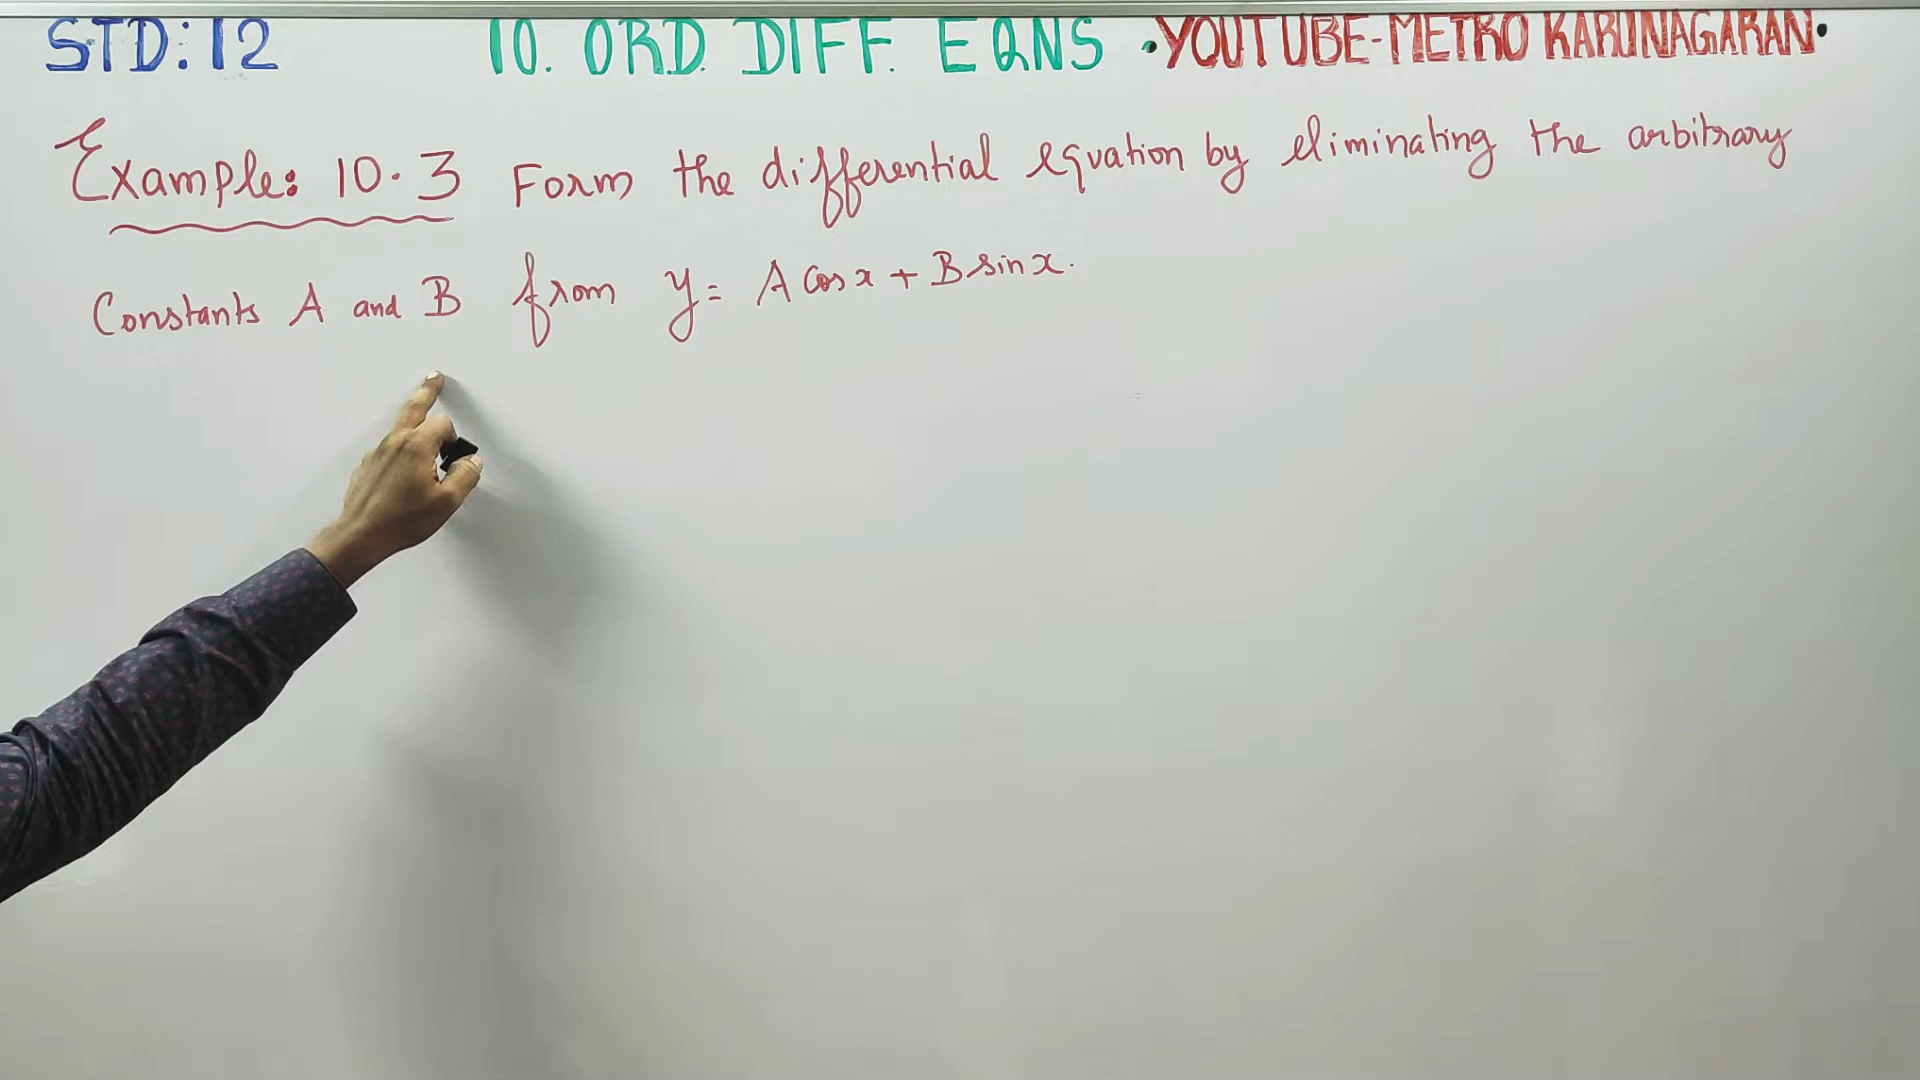 STD: 12 10. ORD. DIFF. EQNS •YOUTUBE-METRO KARUNAGARAN•
Example: 10.3 Form the differential equation by eliminating the arbitrary
Constants A and B from y = A cos x + B sin x.